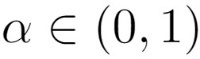 α ∈ (0, 1)